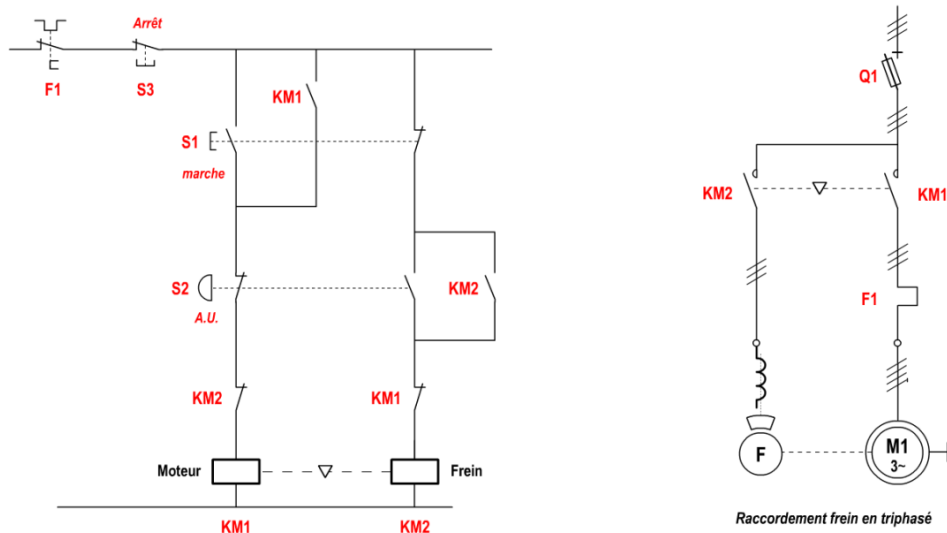 Arrêt
F1
S3
KM1
S1
marche
S2
A.U.
KM2
KM2
KM1
Moteur
Frein
KM1
KM2
Q1
KM2
KM1
F1
F
M1
3~
Raccordement frein en triphasé